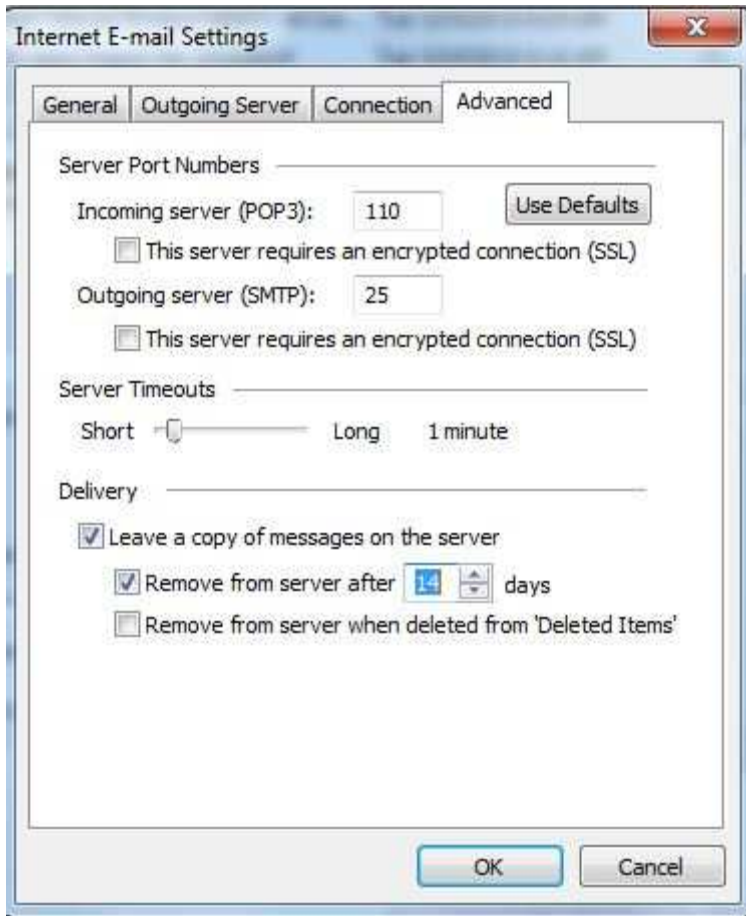 Internet E-mail Settings
General Outgoing Server Connection Advanced
Server Port Numbers
Incoming server (POP3): 110 Use Defaults
This server requires an encrypted connection (SSL)
Outgoing server (SMTP): 25
This server requires an encrypted connection (SSL)
Server Timeouts
Short Long 1 minute
Delivery
Leave a copy of messages on the server
Remove from server after 14 days
Remove from server when deleted from 'Deleted Items'
OK Cancel